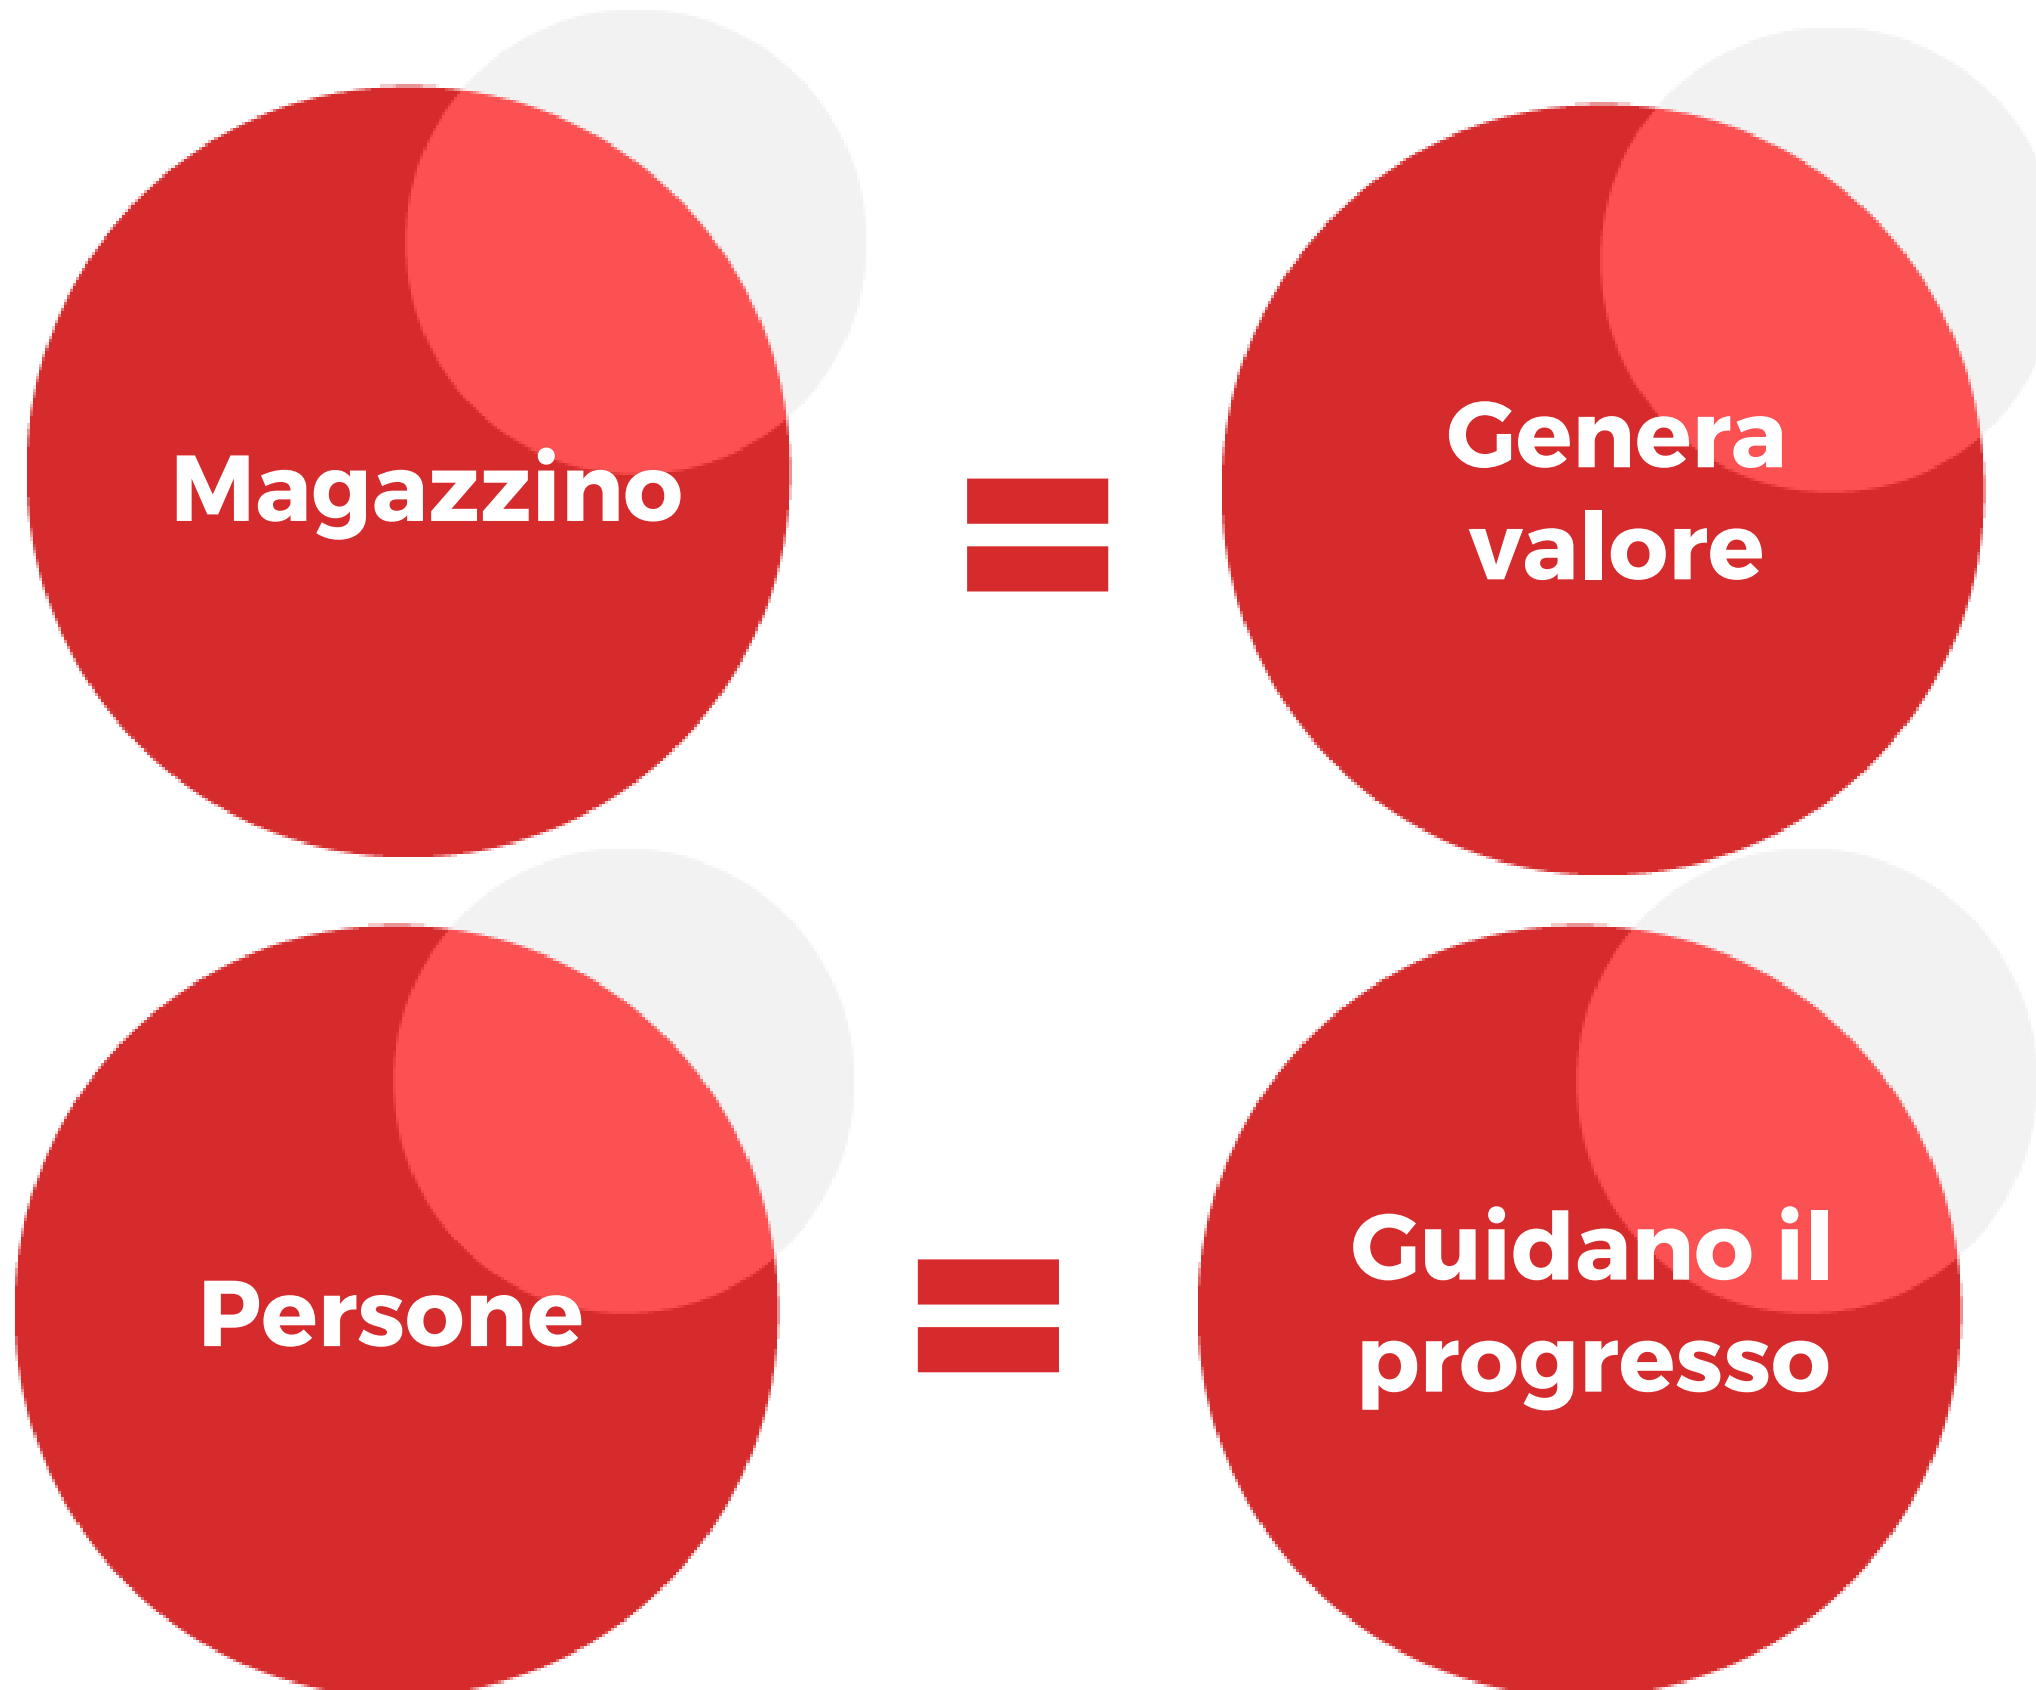 Magazzino
=
Genera
valore
Persone
=
Guidano il
progresso